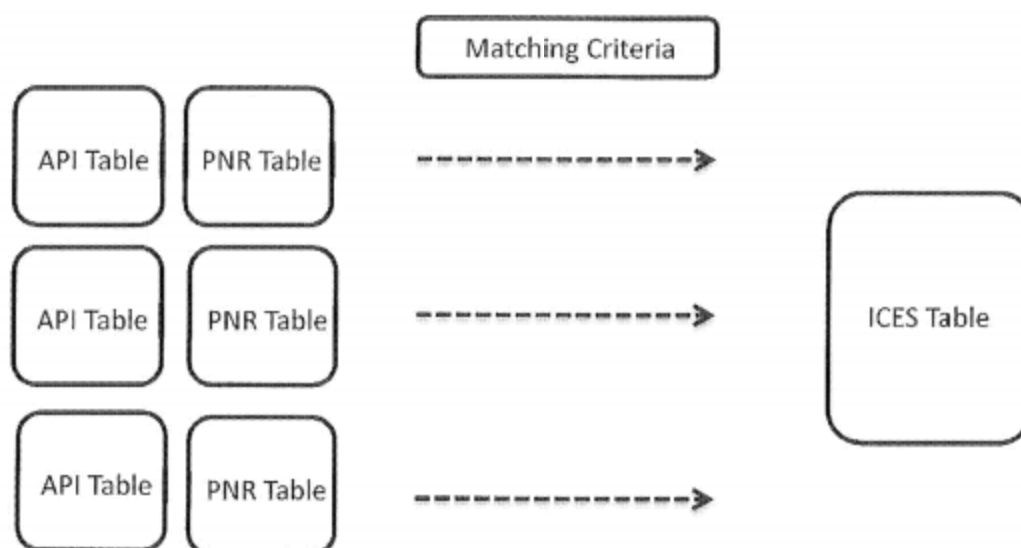 Matching Criteria
API Table
PNR Table
API Table
PNR Table
ICES Table
API Table
PNR Table